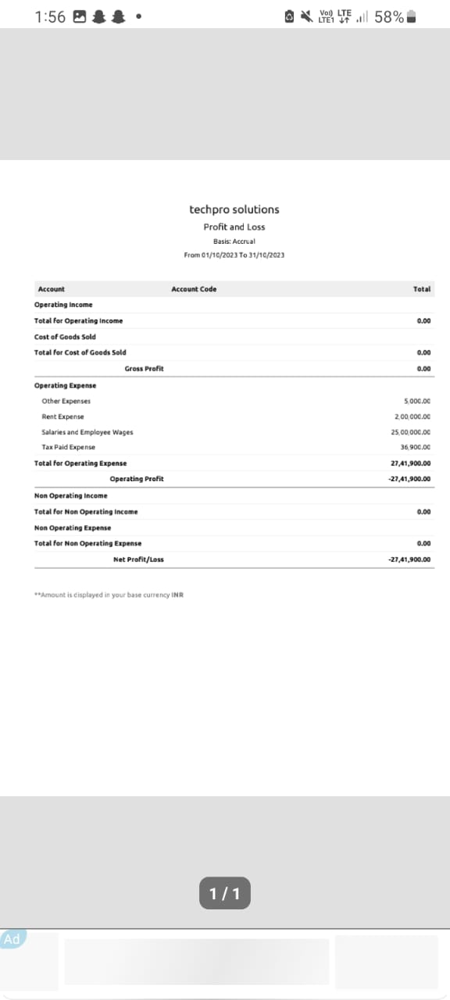 1:56
Vo) LTE
LTE1
58%
techpro solutions
Profit and Loss
Basis: Accrual
From 01/10/2023 To 31/10/2023
Account Account Code Total
Operating Income
Total for Operating Income 0.00
Cost of Goods Sold
Total for Cost of Goods Sold 0.00
Gross Profit 0.00
Operating Expense
Other Expenses 5,000.00
Rent Expense 2,00,000.00
Salaries and Employee Wages 25,00,000.00
Tax Paid Expense 36,900.00
Total for Operating Expense 27,41,900.00
Operating Profit -27,41,900.00
Non Operating Income
Total for Non Operating Income 0.00
Non Operating Expense
Total for Non Operating Expense 0.00
Net Profit/Loss -27,41,900.00
**Amount is displayed in your base currency INR
1 / 1
Ad